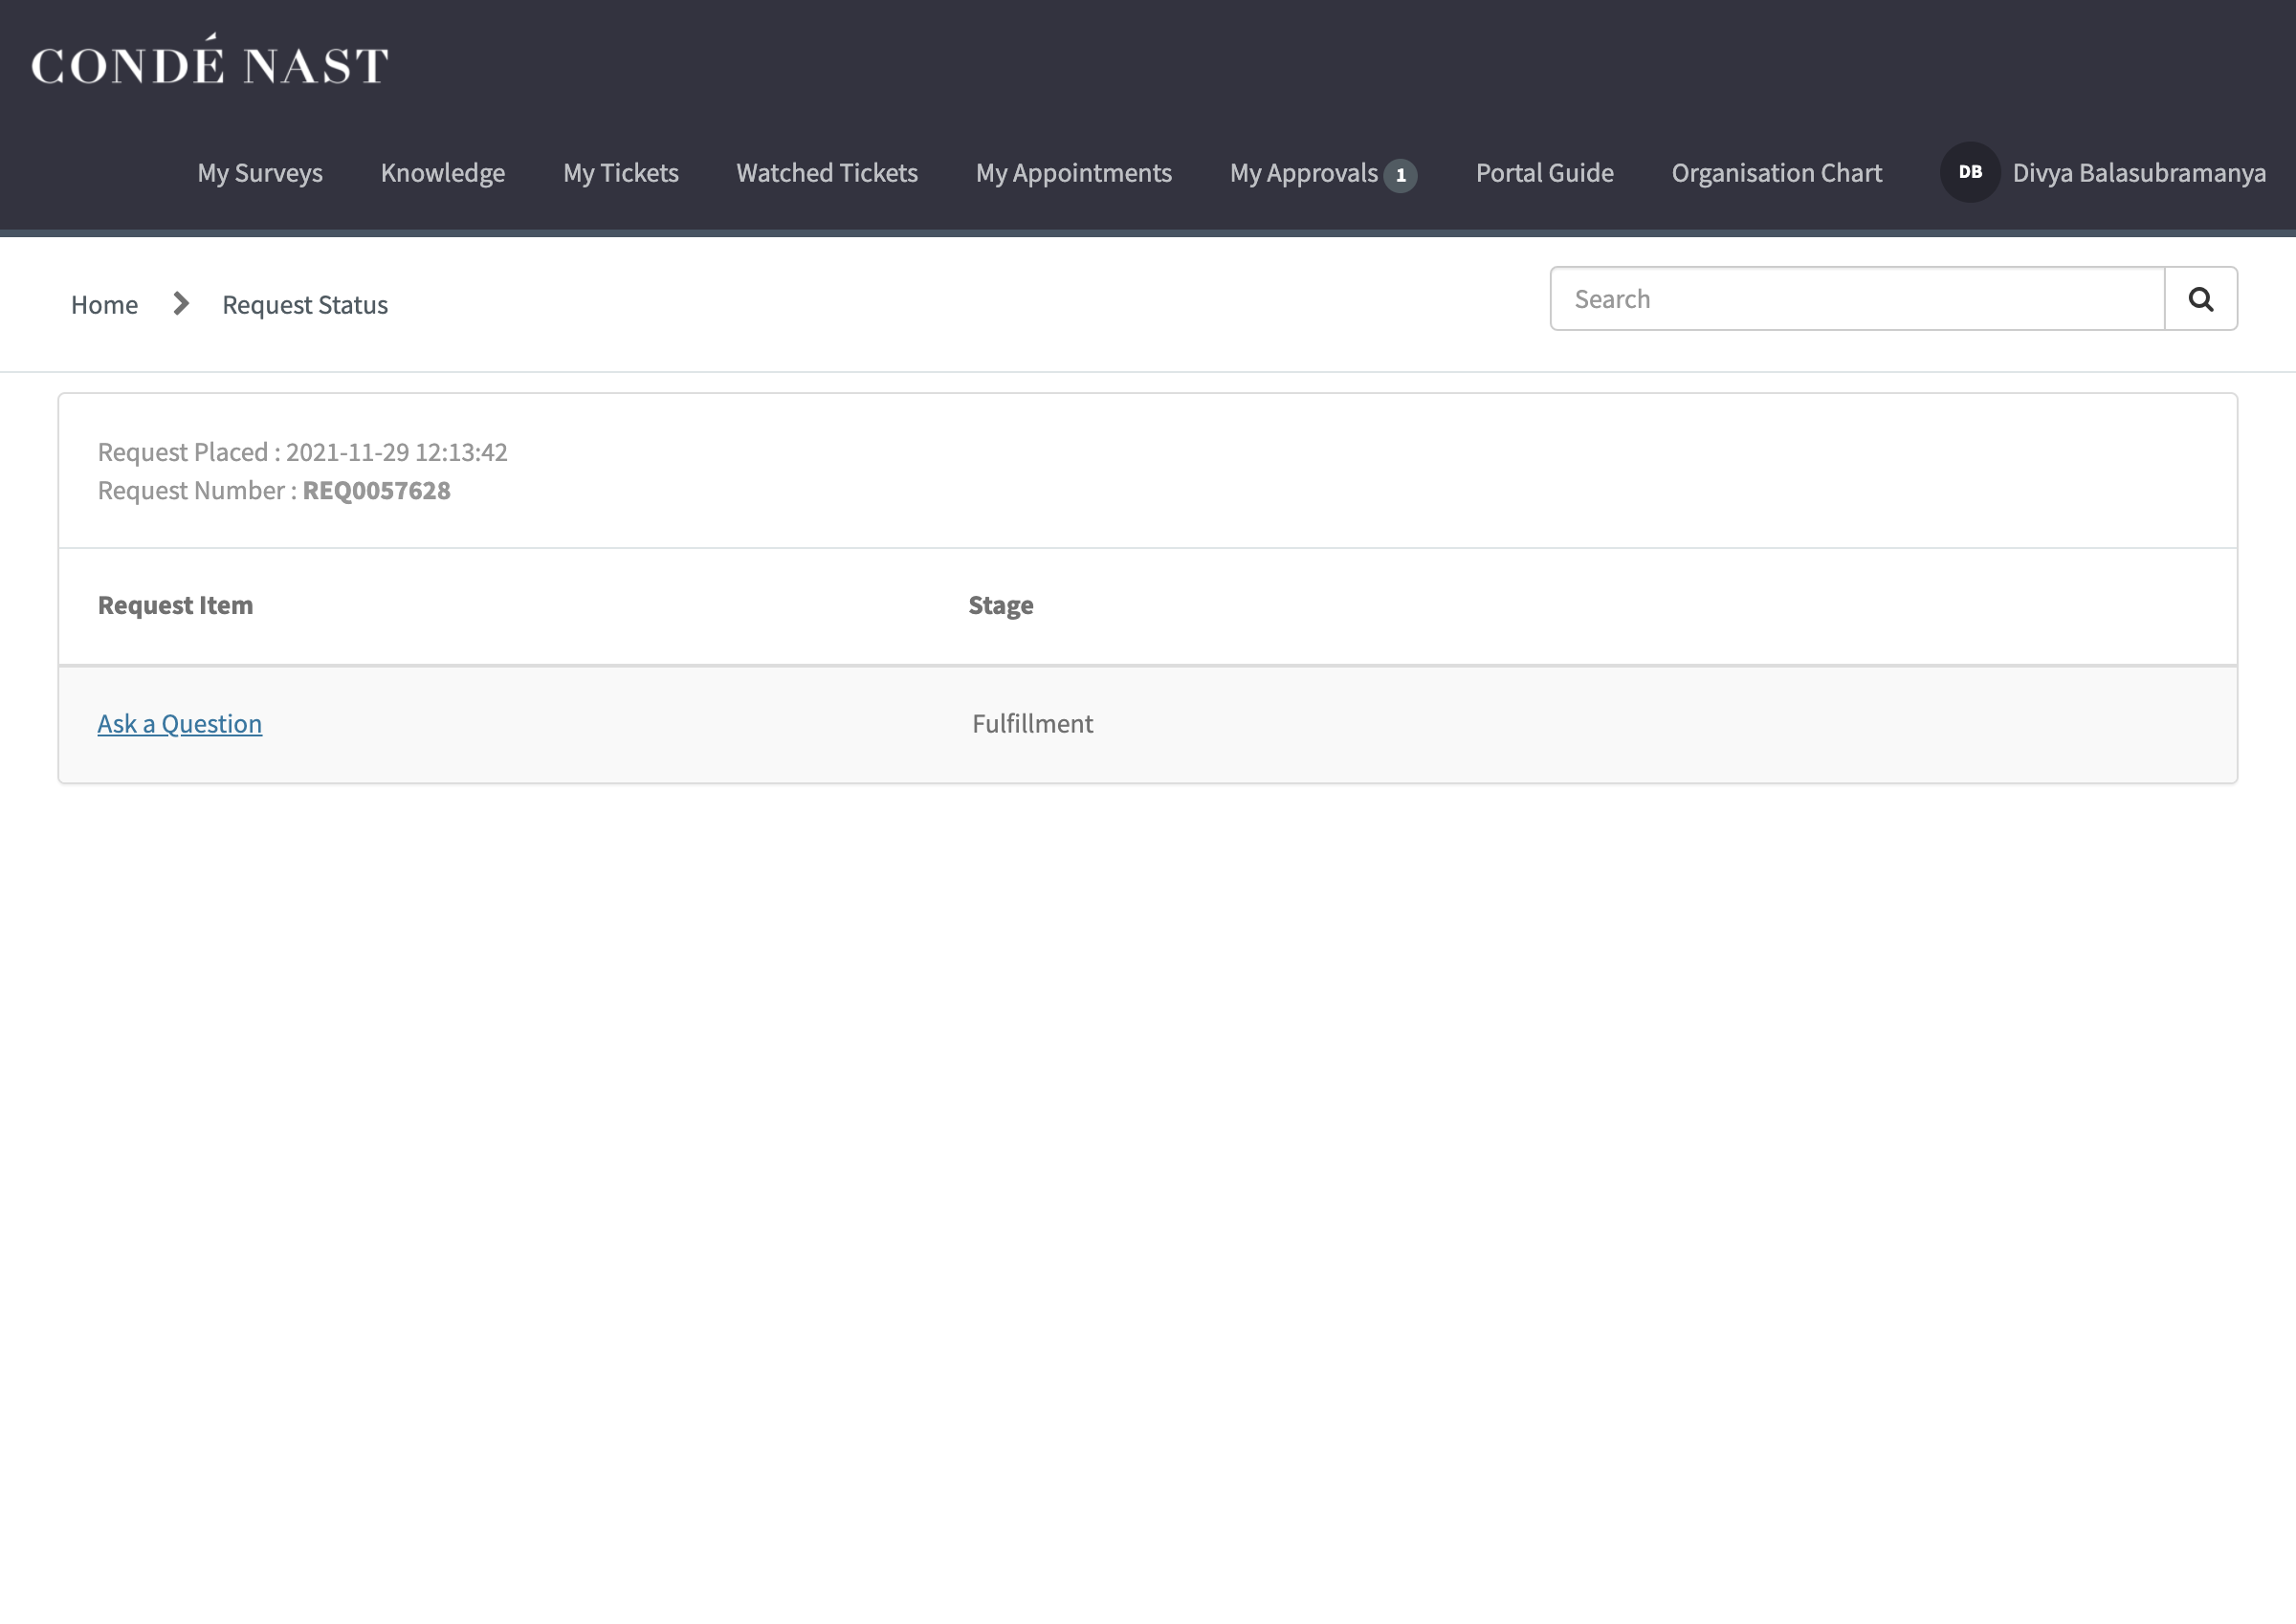 CONDÉ NAST
My Surveys Knowledge My Tickets Watched Tickets My Appointments My Approvals 1 Portal Guide Organisation Chart DB Divya Balasubramanya
Home Request Status
Search
Request Placed : 2021-11-29 12:13:42
Request Number : REQ0057628
Request Item Stage
Ask a Question Fulfillment